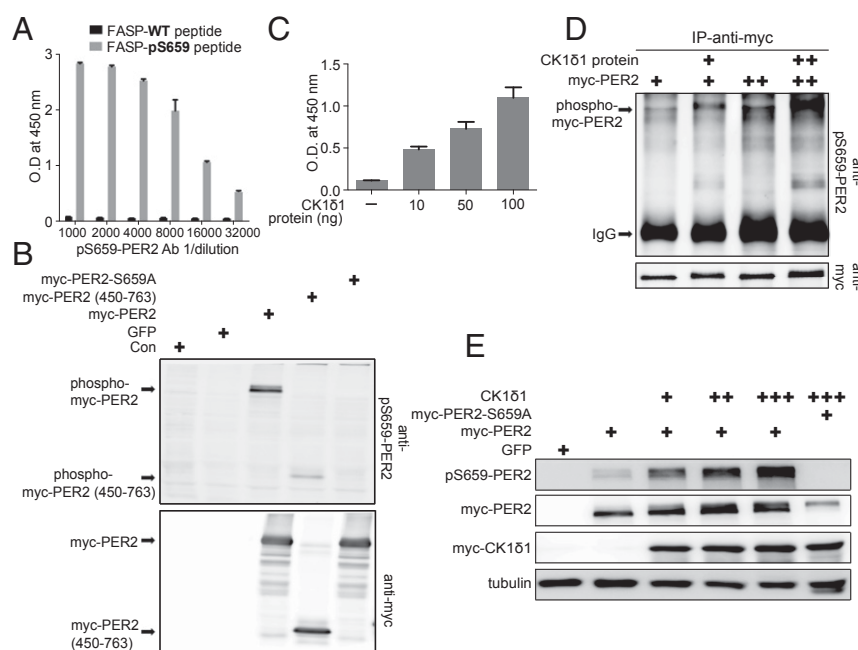 A
FASP-WT peptide
FASP-pS659 peptide
O.D at 450 nm
3
2
1
0
1000 2000 4000 8000 16000 32000
pS659-PER2 Ab 1/dilution
B
myc-PER2-S659A
myc-PER2 (450-763)
myc-PER2
GFP
Con
+ + + + +
phospho-
myc-PER2
phospho-
myc-PER2 (450-763)
anti-
pS659-PER2
myc-PER2
myc-PER2
(450-763)
anti-myc
C
O.D. at 450 nm
1.5
1.0
0.5
0.0
CK1δ1
protein (ng)
– 10 50 100
D
IP-anti-myc
CK1δ1 protein + ++
myc-PER2 + + ++ ++
phospho-
myc-PER2
IgG
anti-
pS659-PER2
anti-
myc
E
CK1δ1 + ++ +++ +++
myc-PER2-S659A +
myc-PER2 + + + +
GFP +
pS659-PER2
myc-PER2
myc-CK1δ1
tubulin